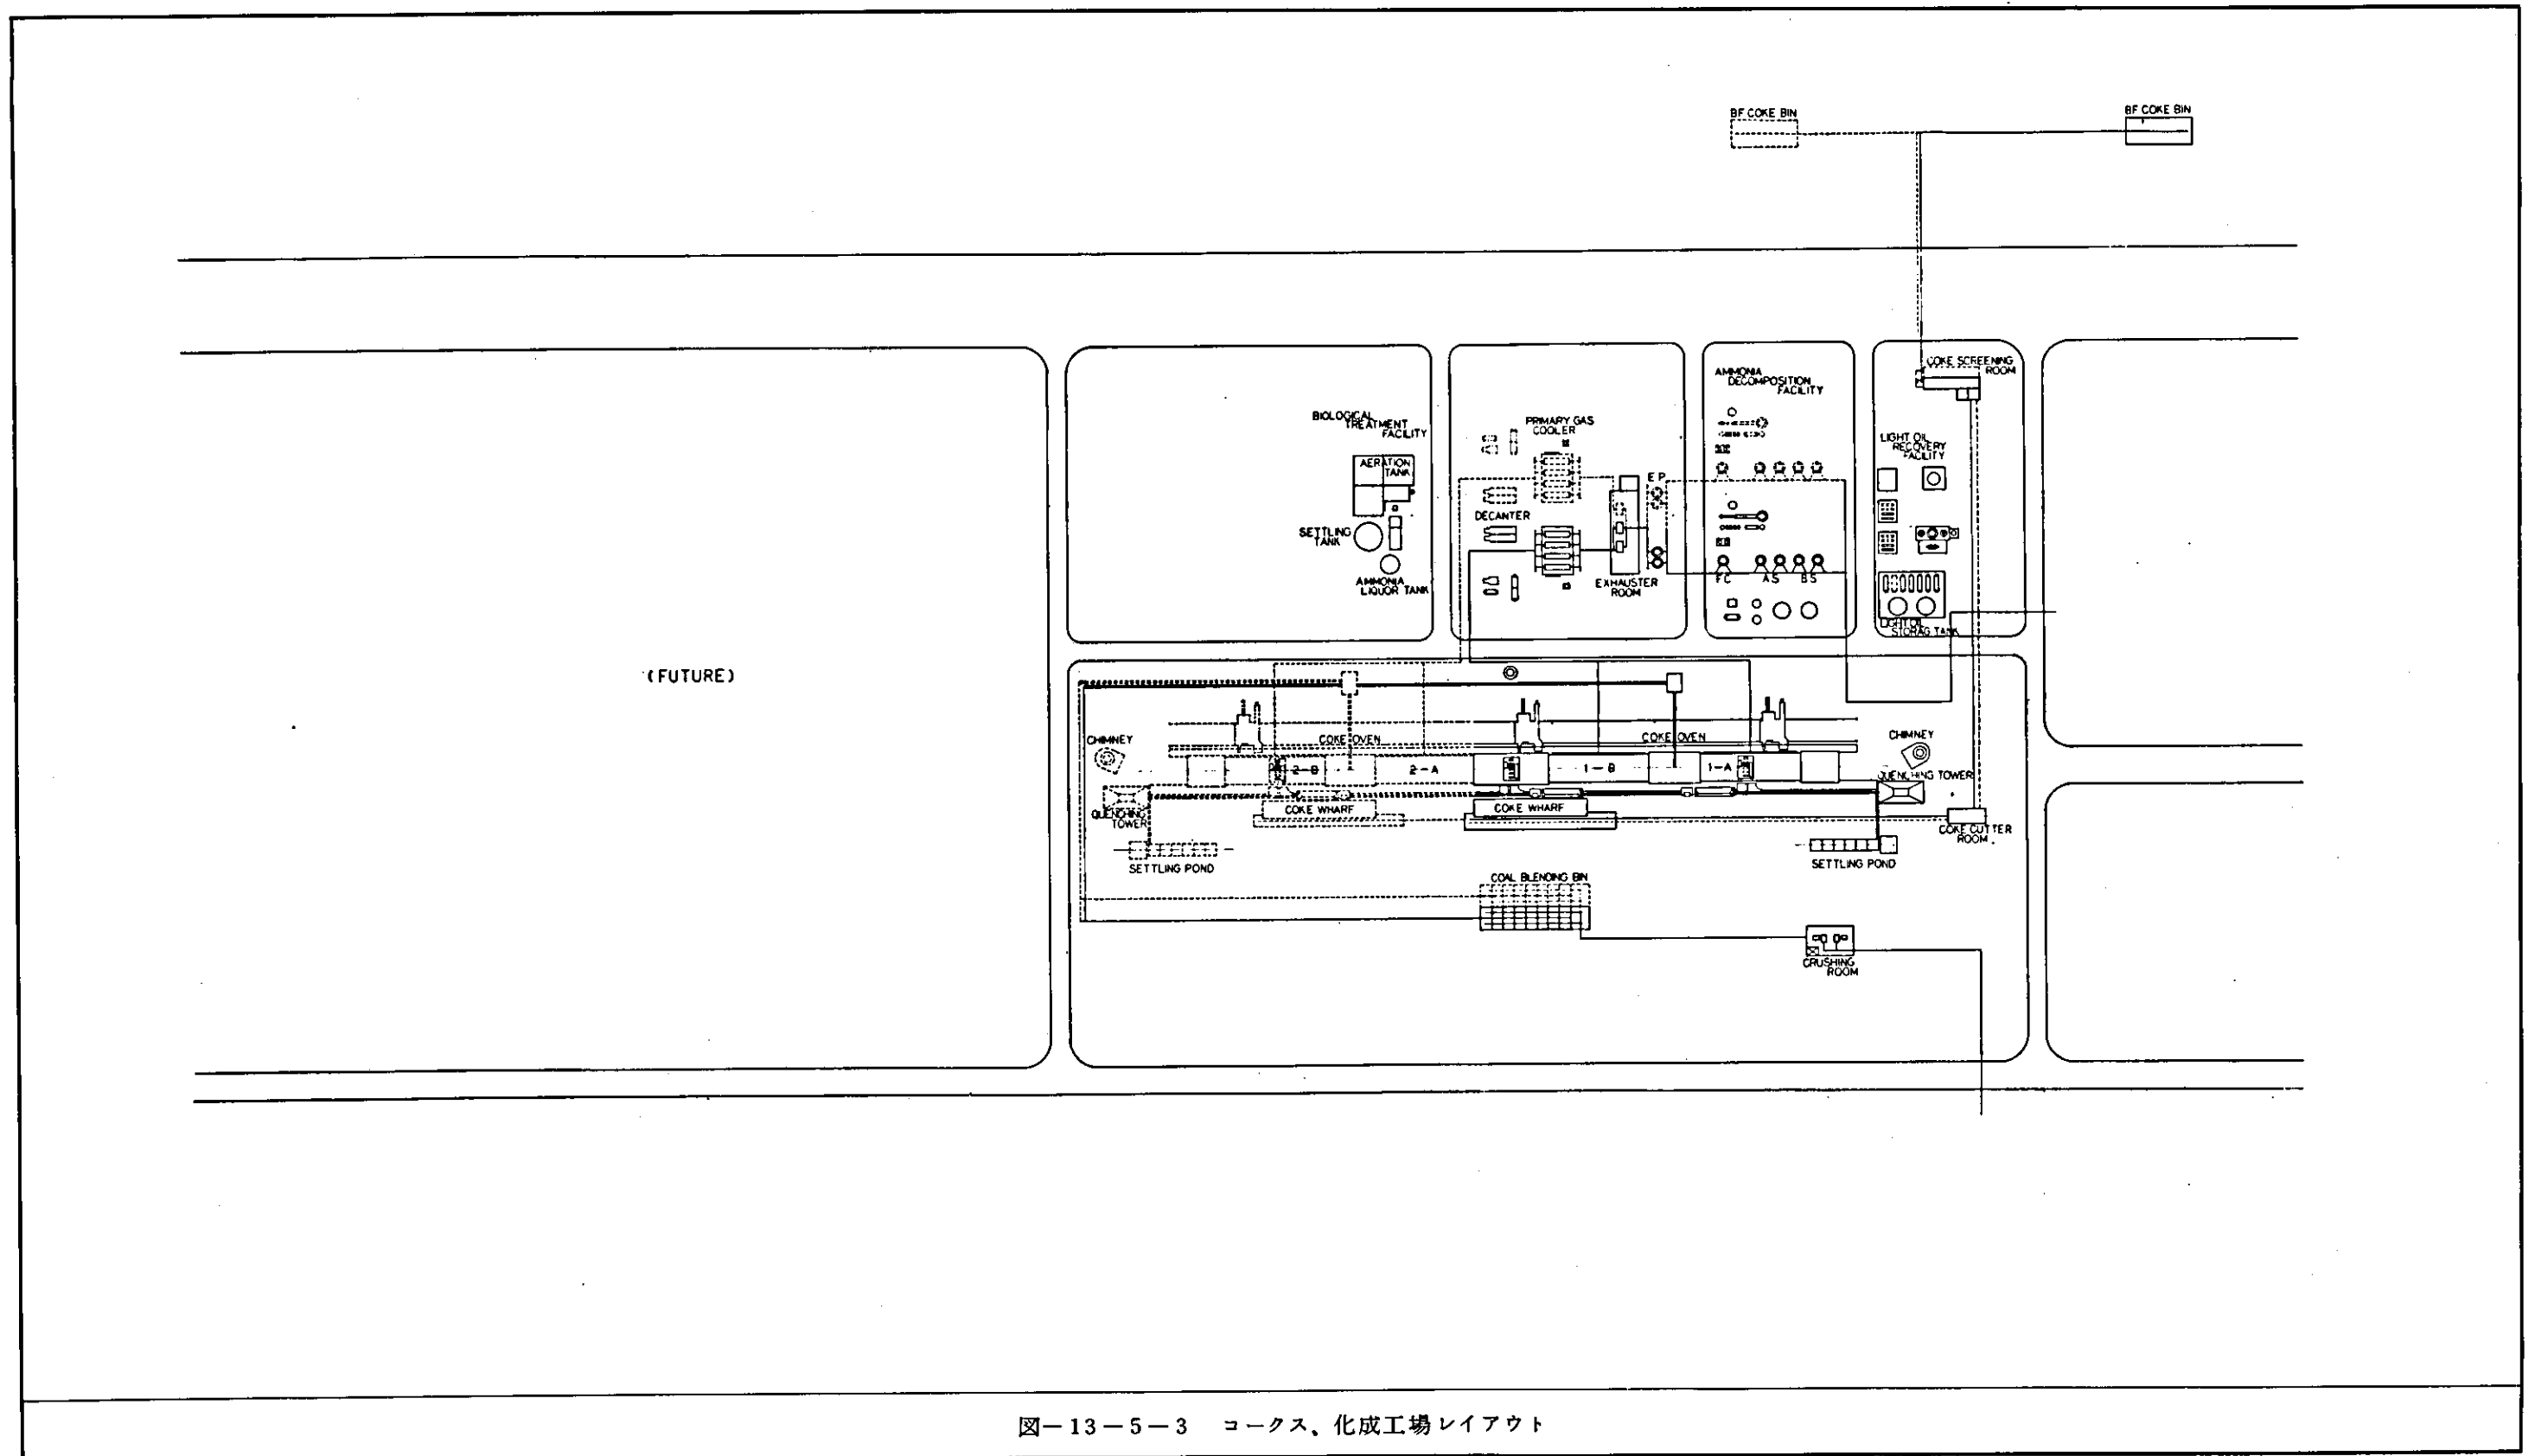 BF COKE BIN
BF COKE BIN
COKE SCREENING
ROOM
AMMONIA
DECOMPOSITION
FACILITY
BIOLOGICAL
TREATMENT
FACILITY
PRIMARY GAS
COOLER
LIGHT OIL
RECOVERY
FACILITY
AERATION
TANK
E P
DECANTER
SETTLING
TANK
AMMONIA
LIQUOR TANK
EXHAUSTER
ROOM
F C
A S
B S
LIGHT OIL
STORAG TANK
(FUTURE)
CHIMNEY
COKE OVEN
COKE OVEN
CHIMNEY
2-B
2-A
1-B
1-A
QUENCHING TOWER
QUENCHING
TOWER
COKE WHARF
COKE WHARF
COKE CUTTER
ROOM
SETTLING POND
SETTLING POND
COAL BLENDING BIN
CRUSHING
ROOM
図-13-5-3 コークス、化成工場レイアウト